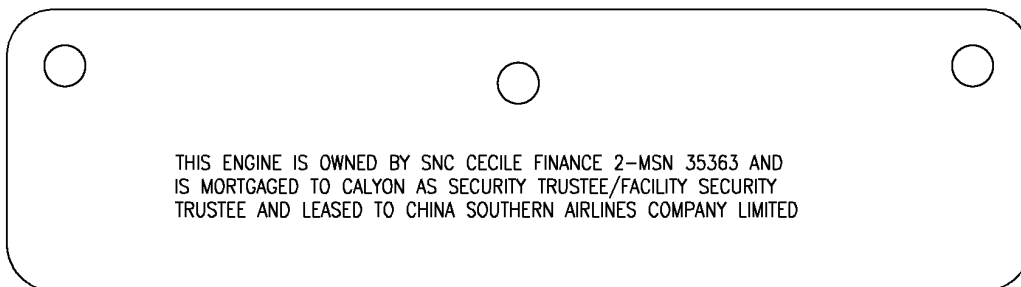 THIS ENGINE IS OWNED BY SNC CECILE FINANCE 2-MSN 35363 AND
IS MORTGAGED TO CALYON AS SECURITY TRUSTEE/FACILITY SECURITY
TRUSTEE AND LEASED TO CHINA SOUTHERN AIRLINES COMPANY LIMITED